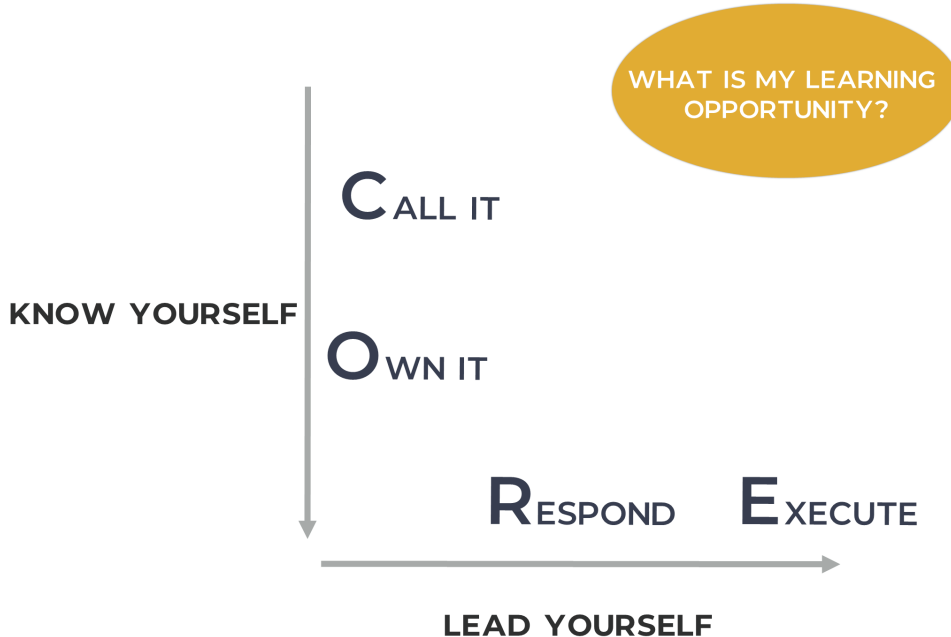 WHAT IS MY LEARNING
OPPORTUNITY?
CALL IT
KNOW YOURSELF
OWN IT
RESPOND EXECUTE
LEAD YOURSELF